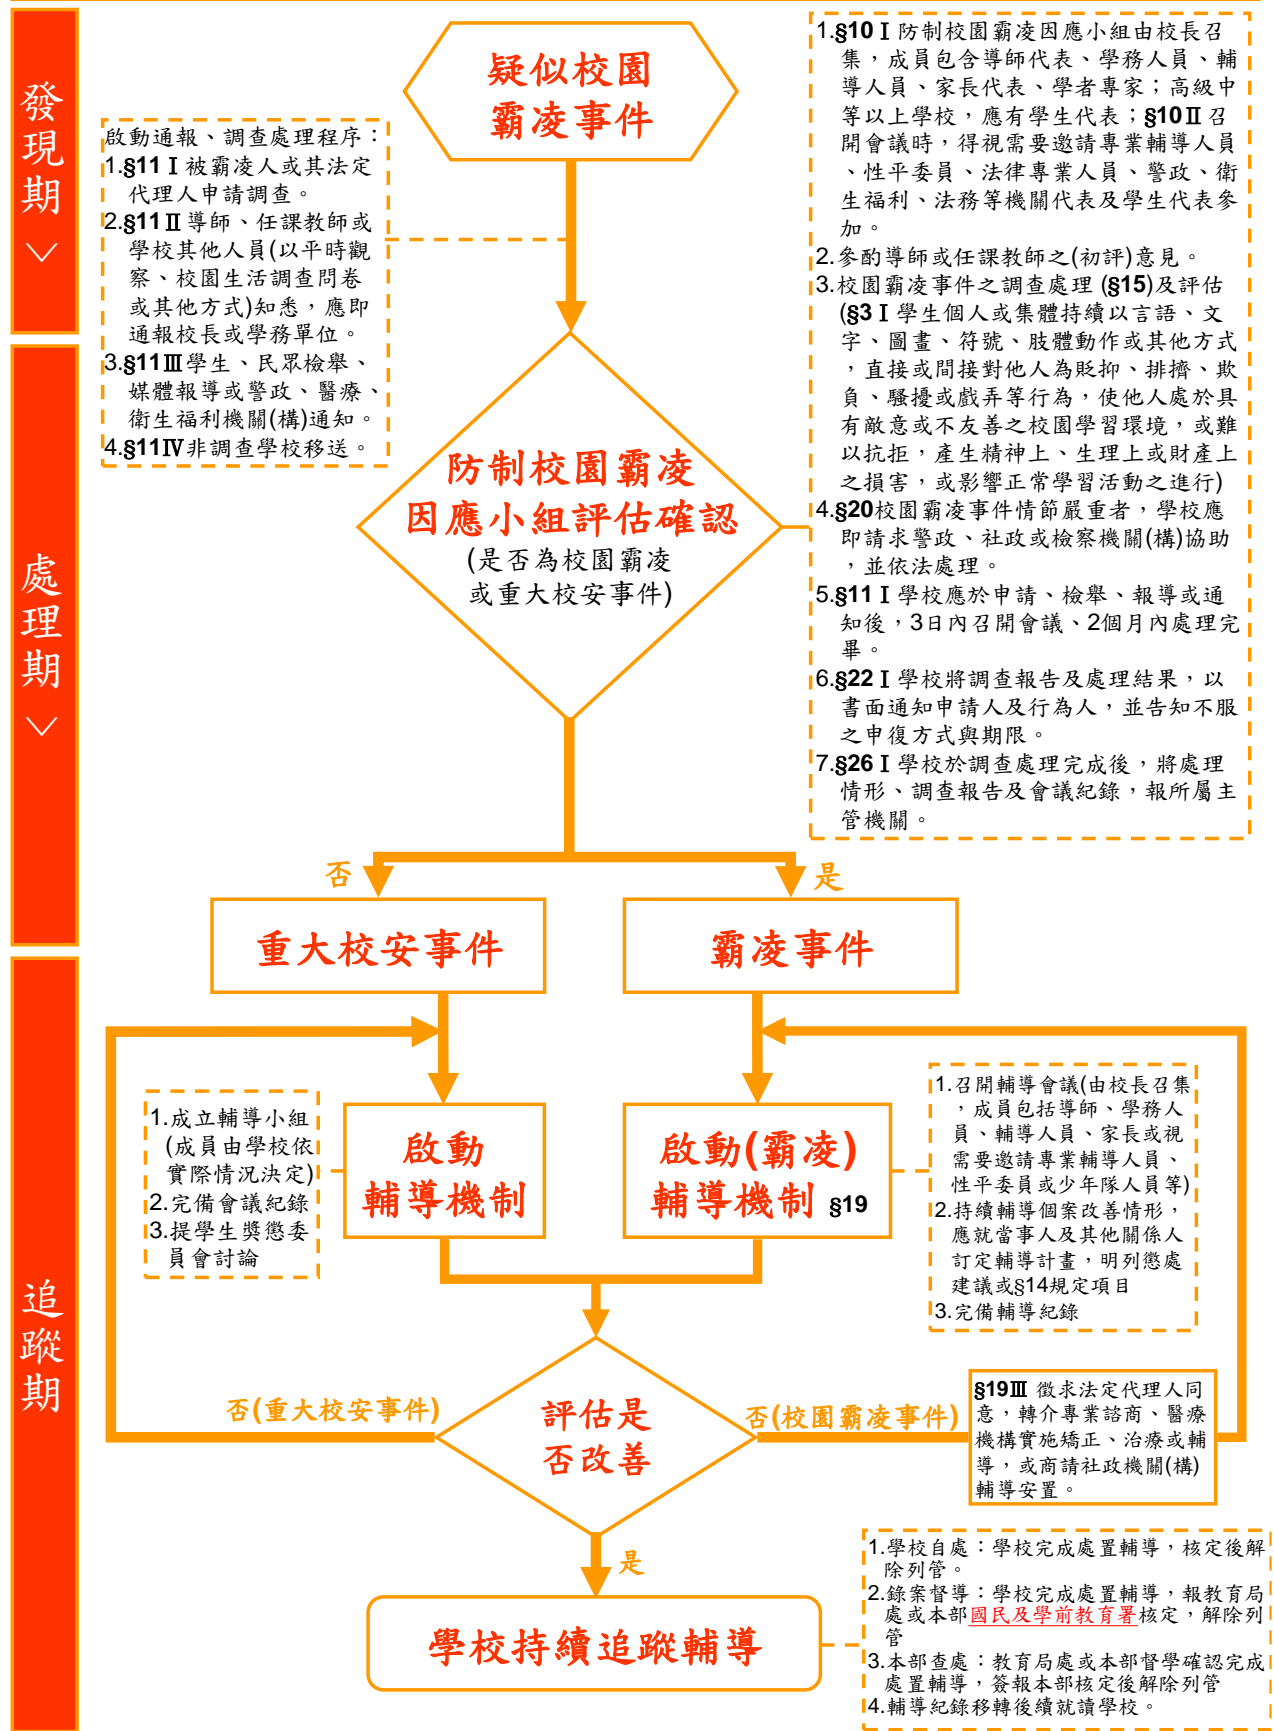 發現期
﹀
疑似校園
霸凌事件
啟動通報、調查處理程序：
1.§11Ⅰ被霸凌人或其法定
代理人申請調查。
2.§11Ⅱ導師、任課教師或
學校其他人員(以平時觀
察、校園生活調查問卷
或其他方式)知悉，應即
通報校長或學務單位。
3.§11Ⅲ學生、民眾檢舉、
媒體報導或警政、醫療、
衛生福利機關(構)通知。
4.§11Ⅳ非調查學校移送。
1.§10Ⅰ防制校園霸凌因應小組由校長召
集，成員包含導師代表、學務人員、輔
導人員、家長代表、學者專家；高級中
等以上學校，應有學生代表；§10Ⅱ召
開會議時，得視需要邀請專業輔導人員
、性平委員、法律專業人員、警政、衛
生福利、法務等機關代表及學生代表參
加。
2.參酌導師或任課教師之(初評)意見。
3.校園霸凌事件之調查處理 (§15)及評估
(§3Ⅰ學生個人或集體持續以言語、文
字、圖畫、符號、肢體動作或其他方式
，直接或間接對他人為貶抑、排擠、欺
負、騷擾或戲弄等行為，使他人處於具
有敵意或不友善之校園學習環境，或難
以抗拒，產生精神上、生理上或財產上
之損害，或影響正常學習活動之進行)
4.§20校園霸凌事件情節嚴重者，學校應
即請求警政、社政或檢察機關(構)協助
，並依法處理。
5.§11Ⅰ學校應於申請、檢舉、報導或通
知後，3日內召開會議、2個月內處理完
畢。
6.§22Ⅰ學校將調查報告及處理結果，以
書面通知申請人及行為人，並告知不服
之申復方式與期限。
7.§26Ⅰ學校於調查處理完成後，將處理
情形、調查報告及會議紀錄，報所屬主
管機關。
處理期
﹀
防制校園霸凌
因應小組評估確認
(是否為校園霸凌
或重大校安事件)
否
是
重大校安事件
霸凌事件
追蹤期
1.成立輔導小組
(成員由學校依
實際情況決定)
2.完備會議紀錄
3.提學生獎懲委
員會討論
啟動
輔導機制
啟動(霸凌)
輔導機制 §19
1.召開輔導會議(由校長召集
，成員包括導師、學務人
員、輔導人員、家長或視
需要邀請專業輔導人員、
性平委員或少年隊人員等)
2.持續輔導個案改善情形，
應就當事人及其他關係人
訂定輔導計畫，明列懲處
建議或§14規定項目
3.完備輔導紀錄
否(重大校安事件)
評估是
否改善
否(校園霸凌事件)
§19Ⅲ 徵求法定代理人同
意，轉介專業諮商、醫療
機構實施矯正、治療或輔
導，或商請社政機關(構)
輔導安置。
是
學校持續追蹤輔導
1.學校自處：學校完成處置輔導，核定後解
除列管。
2.錄案督導：學校完成處置輔導，報教育局
處或本部國民及學前教育署核定，解除列
管
3.本部查處：教育局處或本部督學確認完成
處置輔導，簽報本部核定後解除列管
4.輔導紀錄移轉後續就讀學校。